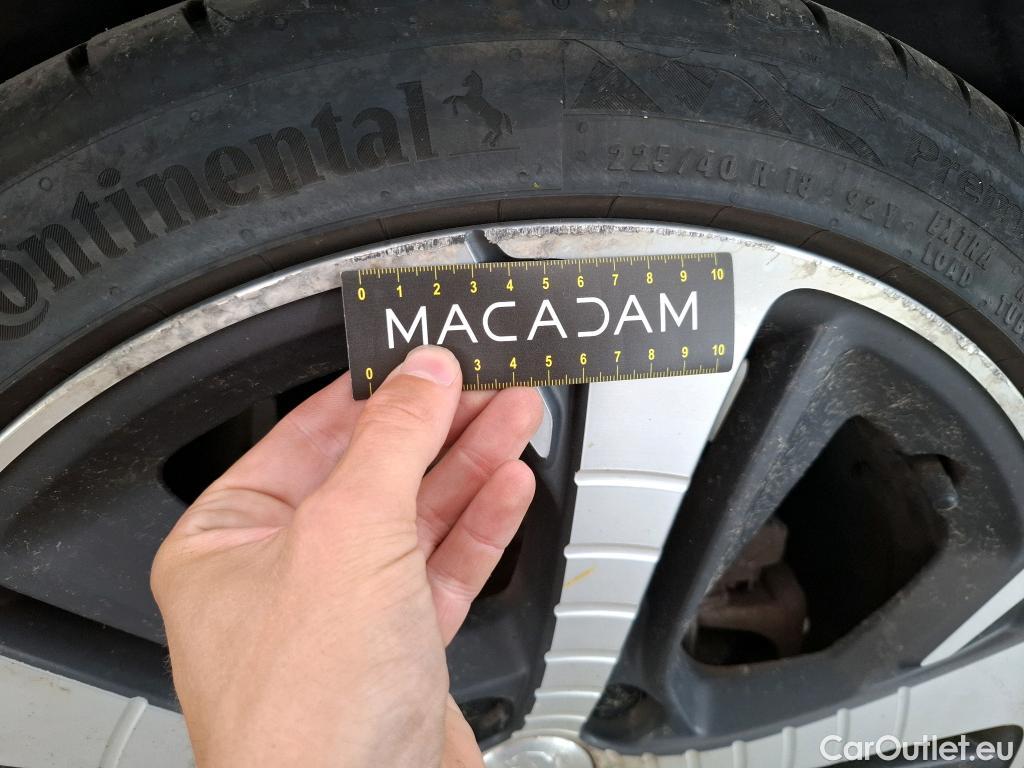 Continental
225/40 R 18 92Y
EXTRA
LOAD
0 1 2 3 4 5 6 7 8 9 10
MACADAM
0 3 4 5 6 7 8 9 10
CarOutlet.eu